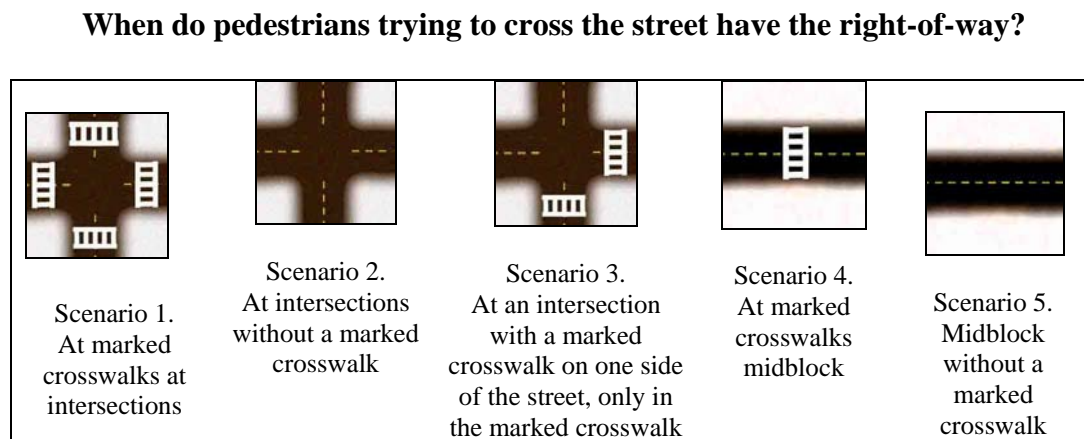 When do pedestrians trying to cross the street have the right-of-way?
Scenario 1.
At marked
crosswalks at
intersections
Scenario 2.
At intersections
without a marked
crosswalk
Scenario 3.
At an intersection
with a marked
crosswalk on one side
of the street, only in
the marked crosswalk
Scenario 4.
At marked
crosswalks
midblock
Scenario 5.
Midblock
without a
marked
crosswalk